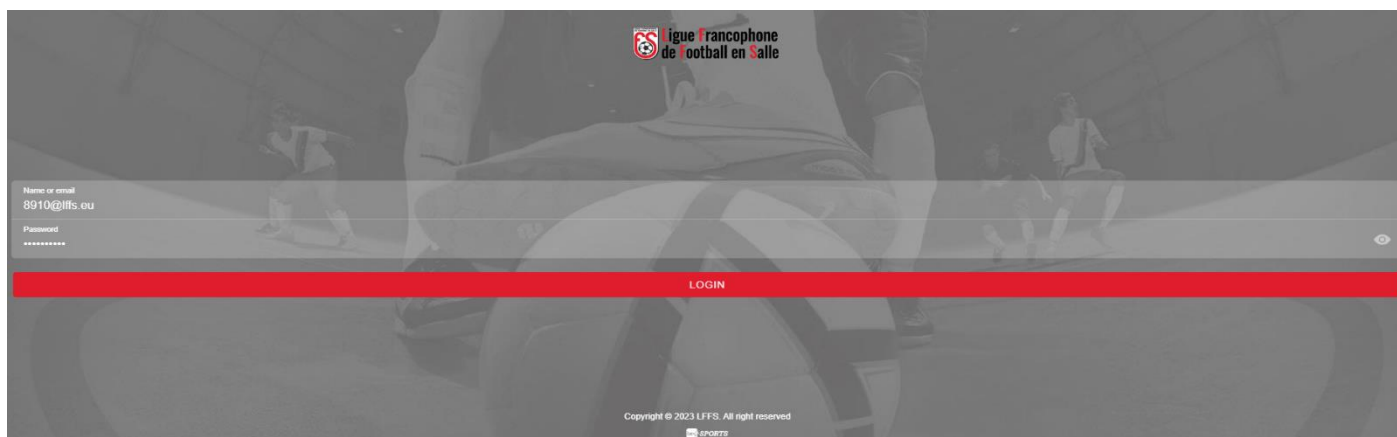 Ligue Francophone
de Football en Salle
Name or email
8910@lffs.eu
Password
••••••••••
LOGIN
Copyright © 2023 LFFS. All right reserved
SPORTS